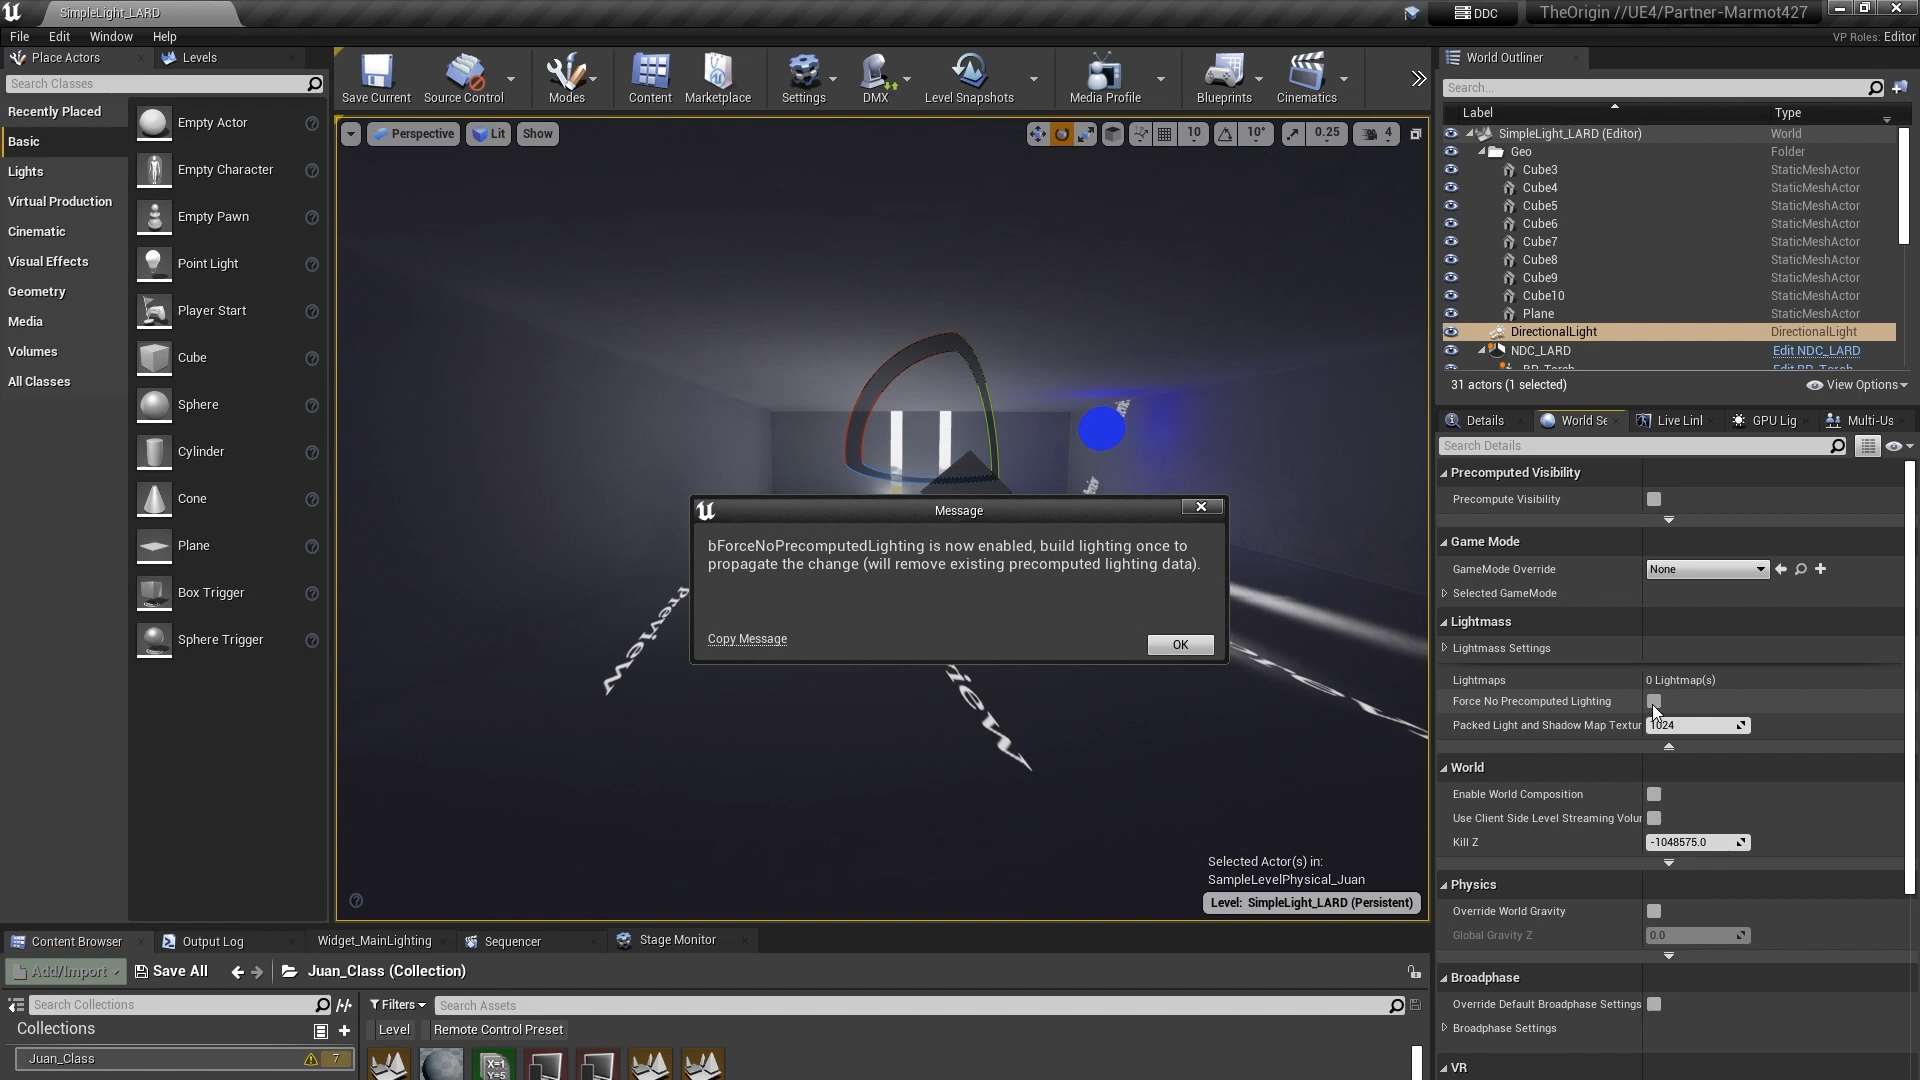 SimpleLight_LARD
DDC
TheOrigin //UE4/Partner-Marmot427
File Edit Window Help
VP Roles: Editor
Place Actors
Levels
Search Classes
Recently Placed
Basic
Lights
Virtual Production
Cinematic
Visual Effects
Geometry
Media
Volumes
All Classes
Empty Actor
Empty Character
Empty Pawn
Point Light
Player Start
Cube
Sphere
Cylinder
Cone
Plane
Box Trigger
Sphere Trigger
Save Current
Source Control
Modes
Content
Marketplace
Settings
DMX
Level Snapshots
Media Profile
Blueprints
Cinematics
Perspective
Lit
Show
10
10°
0.25
4
Preview
Message
bForceNoPrecomputedLighting is now enabled, build lighting once to
propagate the change (will remove existing precomputed lighting data).
Copy Message
OK
Selected Actor(s) in:
SampleLevelPhysical_Juan
Level: SimpleLight_LARD (Persistent)
World Outliner
Search...
Label Type
SimpleLight_LARD (Editor) World
Geo Folder
Cube3 StaticMeshActor
Cube4 StaticMeshActor
Cube5 StaticMeshActor
Cube6 StaticMeshActor
Cube7 StaticMeshActor
Cube8 StaticMeshActor
Cube9 StaticMeshActor
Cube10 StaticMeshActor
Plane StaticMeshActor
DirectionalLight DirectionalLight
NDC_LARD Edit NDC_LARD
31 actors (1 selected)
View Options
Details
World Se
Live Linl
GPU Lig
Multi-Us
Search Details
Precomputed Visibility
Precompute Visibility
Game Mode
GameMode Override None
Selected GameMode
Lightmass
Lightmass Settings
Lightmaps 0 Lightmap(s)
Force No Precomputed Lighting
Packed Light and Shadow Map Textur 1024
World
Enable World Composition
Use Client Side Level Streaming Volur
Kill Z -1048575.0
Physics
Override World Gravity
Global Gravity Z 0.0
Broadphase
Override Default Broadphase Settings
Broadphase Settings
VR
Content Browser
Output Log
Widget_MainLighting
Sequencer
Stage Monitor
Add/Import
Save All
Juan_Class (Collection)
Search Collections
Filters
Search Assets
Collections
Level
Remote Control Preset
Juan_Class 7
X=1
Y=5